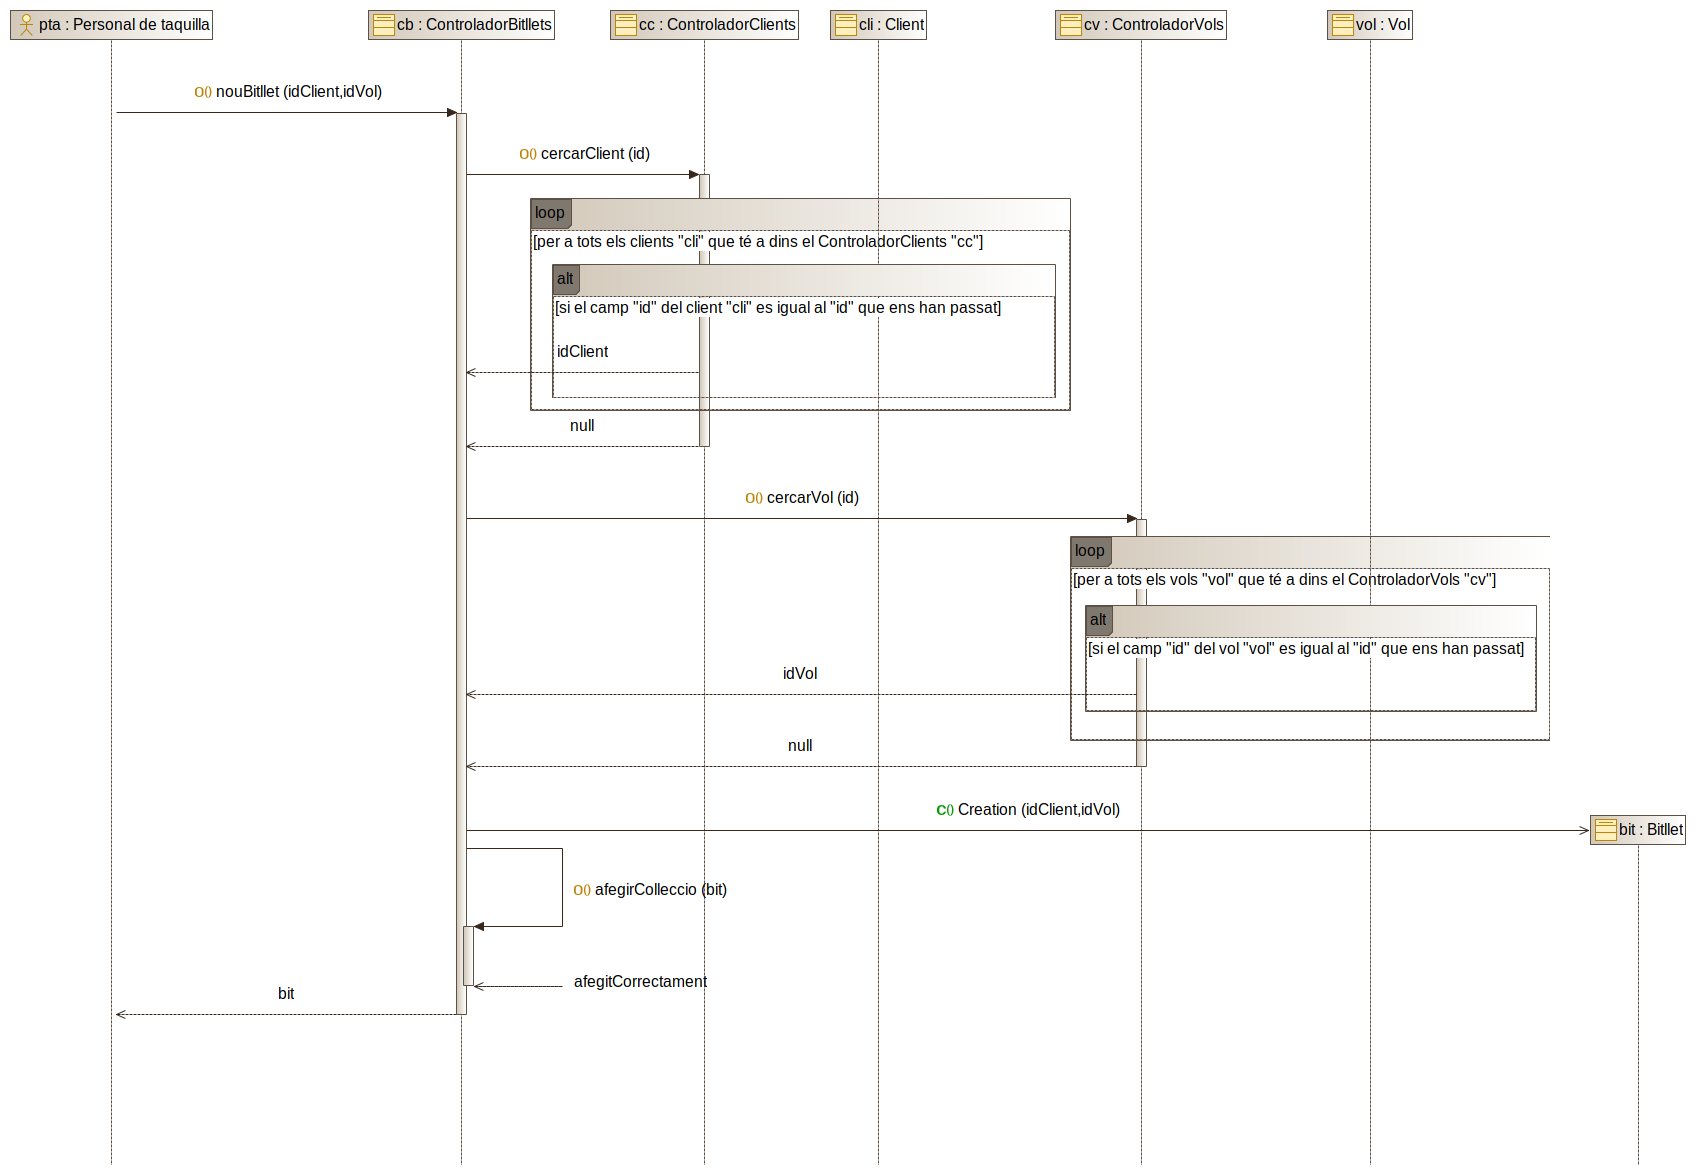 pta : Personal de taquilla
cb : ControladorBitllets
cc : ControladorClients
cli : Client
cv : ControladorVols
vol : Vol
O() nouBitllet (idClient,idVol)
O() cercarClient (id)
loop
[per a tots els clients "cli" que té a dins el ControladorClients "cc"]
alt
[si el camp "id" del client "cli" es igual al "id" que ens han passat]
idClient
null
O() cercarVol (id)
loop
[per a tots els vols "vol" que té a dins el ControladorVols "cv"]
alt
[si el camp "id" del vol "vol" es igual al "id" que ens han passat]
idVol
null
C() Creation (idClient,idVol)
bit : Bitllet
O() afegirColleccio (bit)
afegitCorrectament
bit